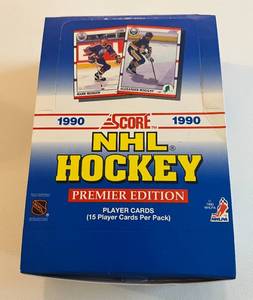 1990 SCORE 1990
NHL®
HOCKEY
PREMIER EDITION
PLAYER CARDS
(15 Player Cards Per Pack)